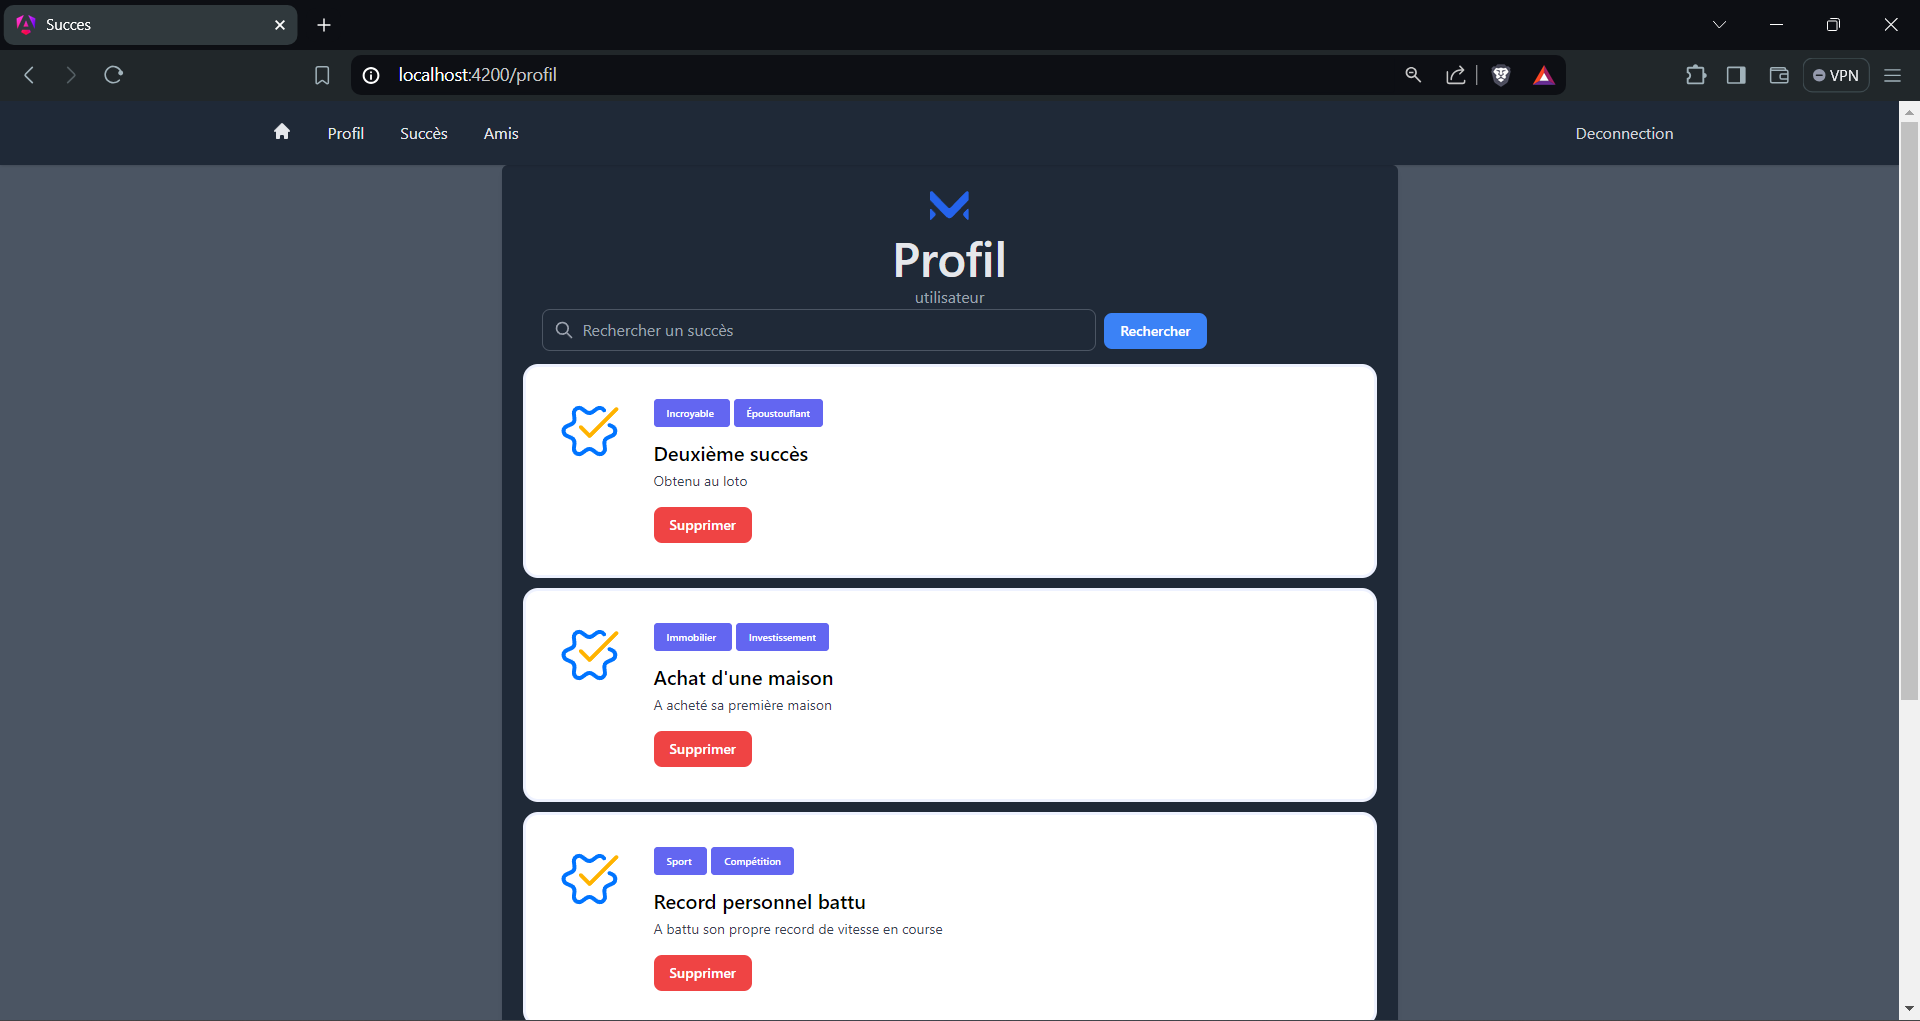 Succes
localhost:4200/profil
VPN
Profil Succès Amis Deconnection
Profil
utilisateur
Rechercher un succès Rechercher
Incroyable Époustouflant
Deuxième succès
Obtenu au loto
Supprimer
Immobilier Investissement
Achat d'une maison
A acheté sa première maison
Supprimer
Sport Compétition
Record personnel battu
A battu son propre record de vitesse en course
Supprimer